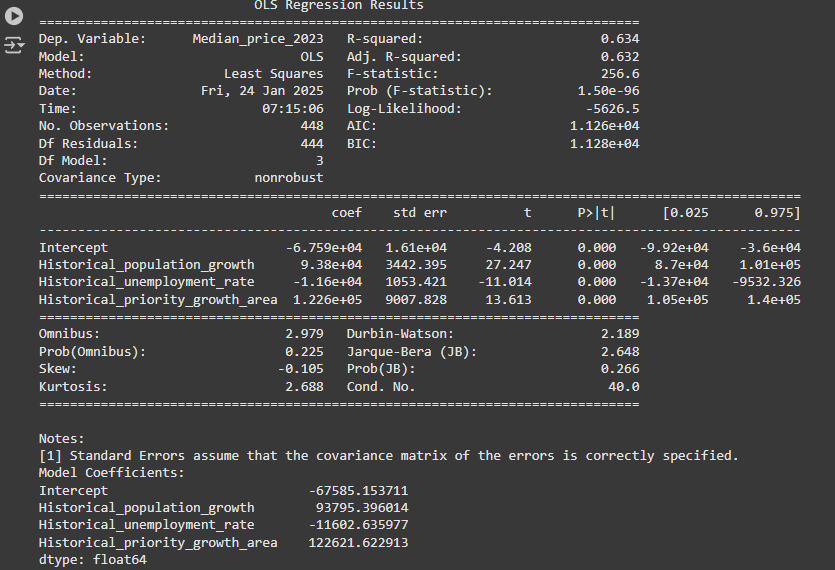 OLS Regression Results
==============================================================================
Dep. Variable:      Median_price_2023   R-squared:                       0.634
Model:                            OLS   Adj. R-squared:                  0.632
Method:                 Least Squares   F-statistic:                     256.6
Date:                Fri, 24 Jan 2025   Prob (F-statistic):           1.50e-96
Time:                        07:15:06   Log-Likelihood:                -5626.5
No. Observations:                 448   AIC:                         1.126e+04
Df Residuals:                     444   BIC:                         1.128e+04
Df Model:                           3
Covariance Type:            nonrobust
===================================================================================================
                                      coef    std err          t      P>|t|      [0.025      0.975]
---------------------------------------------------------------------------------------------------
Intercept                       -6.759e+04   1.61e+04     -4.208      0.000   -9.92e+04    -3.6e+04
Historical_population_growth      9.38e+04   3442.395     27.247      0.000     8.7e+04    1.01e+05
Historical_unemployment_rate     -1.16e+04   1053.421    -11.014      0.000   -1.37e+04   -9532.326
Historical_priority_growth_area  1.226e+05   9007.828     13.613      0.000    1.05e+05     1.4e+05
==============================================================================
Omnibus:                        2.979   Durbin-Watson:                   2.189
Prob(Omnibus):                  0.225   Jarque-Bera (JB):                2.648
Skew:                          -0.105   Prob(JB):                        0.266
Kurtosis:                       2.688   Cond. No.                         40.0
==============================================================================
Notes:
[1] Standard Errors assume that the covariance matrix of the errors is correctly specified.
Model Coefficients:
Intercept                          -67585.153711
Historical_population_growth        93795.396014
Historical_unemployment_rate       -11602.635977
Historical_priority_growth_area    122621.622913
dtype: float64